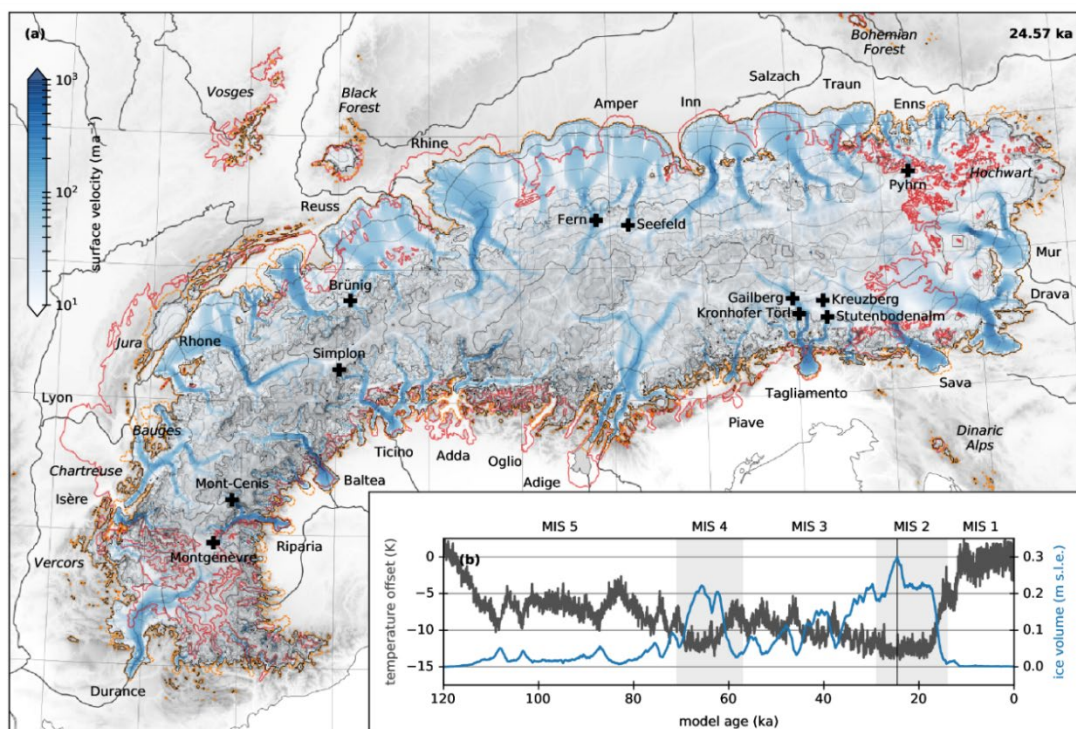 (a)
24.57 ka
Bohemian
Forest
Salzach
Traun
Vosges
Black
Forest
Amper
Inn
Enns
Rhine
Hochwart
Pyhrn
Reuss
Fern
Seefeld
Mur
Brünig
Gailberg
Kreuzberg
Drava
Kronhofer Törl
Stutenbodenalm
Jura
Rhone
Simplon
Lyon
Sava
Tagliamento
Bauges
Piave
Ticino
Adda
Dinaric
Alps
Chartreuse
Oglio
Isère
Mont-Cenis
Baltea
Adige
Riparia
Vercors
Montgenèvre
Durance
10³
10²
10¹
surface velocity (m a⁻¹)
MIS 5
MIS 4
MIS 3
MIS 2
MIS 1
(b)
0
−5
−10
−15
temperature offset (K)
0.3
0.2
0.1
0.0
ice volume (m s.l.e.)
120
100
80
60
40
20
0
model age (ka)